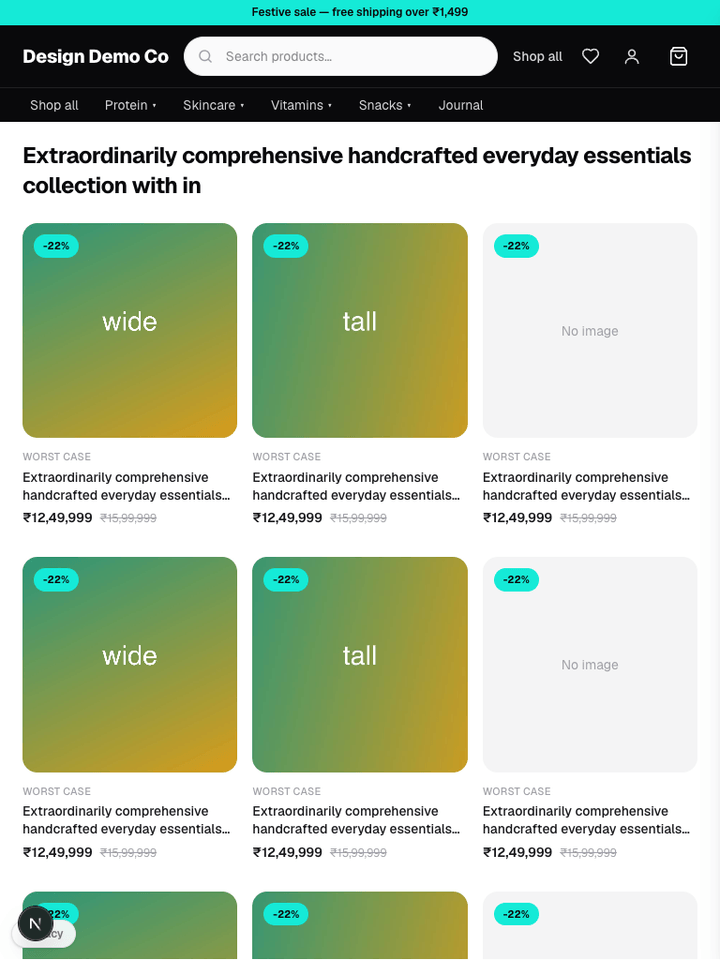 Festive sale — free shipping over ₹1,499
Design Demo Co
Search products...
Shop all
Shop all
Protein ▾
Skincare ▾
Vitamins ▾
Snacks ▾
Journal
Extraordinarily comprehensive handcrafted everyday essentials
collection with in
-22%
wide
-22%
tall
-22%
No image
WORST CASE
Extraordinarily comprehensive
handcrafted everyday essentials...
₹12,49,999 ₹15,99,999
WORST CASE
Extraordinarily comprehensive
handcrafted everyday essentials...
₹12,49,999 ₹15,99,999
WORST CASE
Extraordinarily comprehensive
handcrafted everyday essentials...
₹12,49,999 ₹15,99,999
-22%
wide
-22%
tall
-22%
No image
WORST CASE
Extraordinarily comprehensive
handcrafted everyday essentials...
₹12,49,999 ₹15,99,999
WORST CASE
Extraordinarily comprehensive
handcrafted everyday essentials...
₹12,49,999 ₹15,99,999
WORST CASE
Extraordinarily comprehensive
handcrafted everyday essentials...
₹12,49,999 ₹15,99,999
22%
-22%
-22%
N